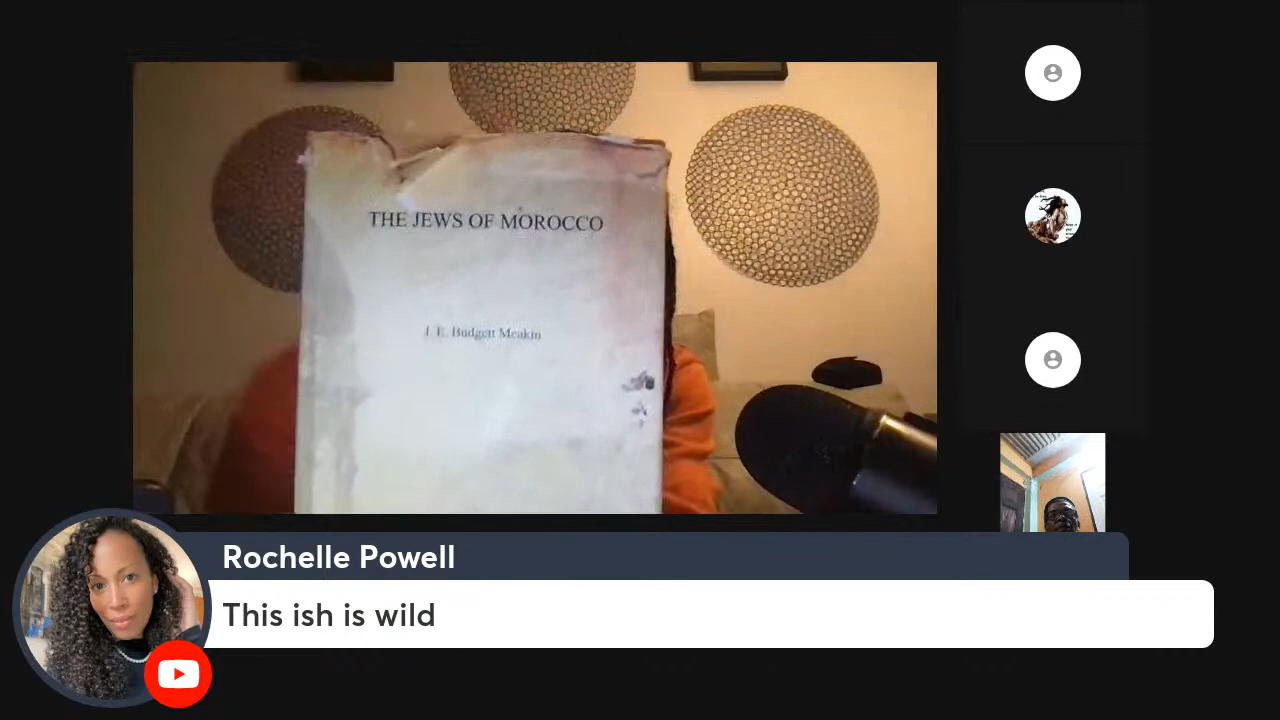 THE JEWS OF MOROCCO
J. E. Budgett Meakin
Rochelle Powell
This ish is wild